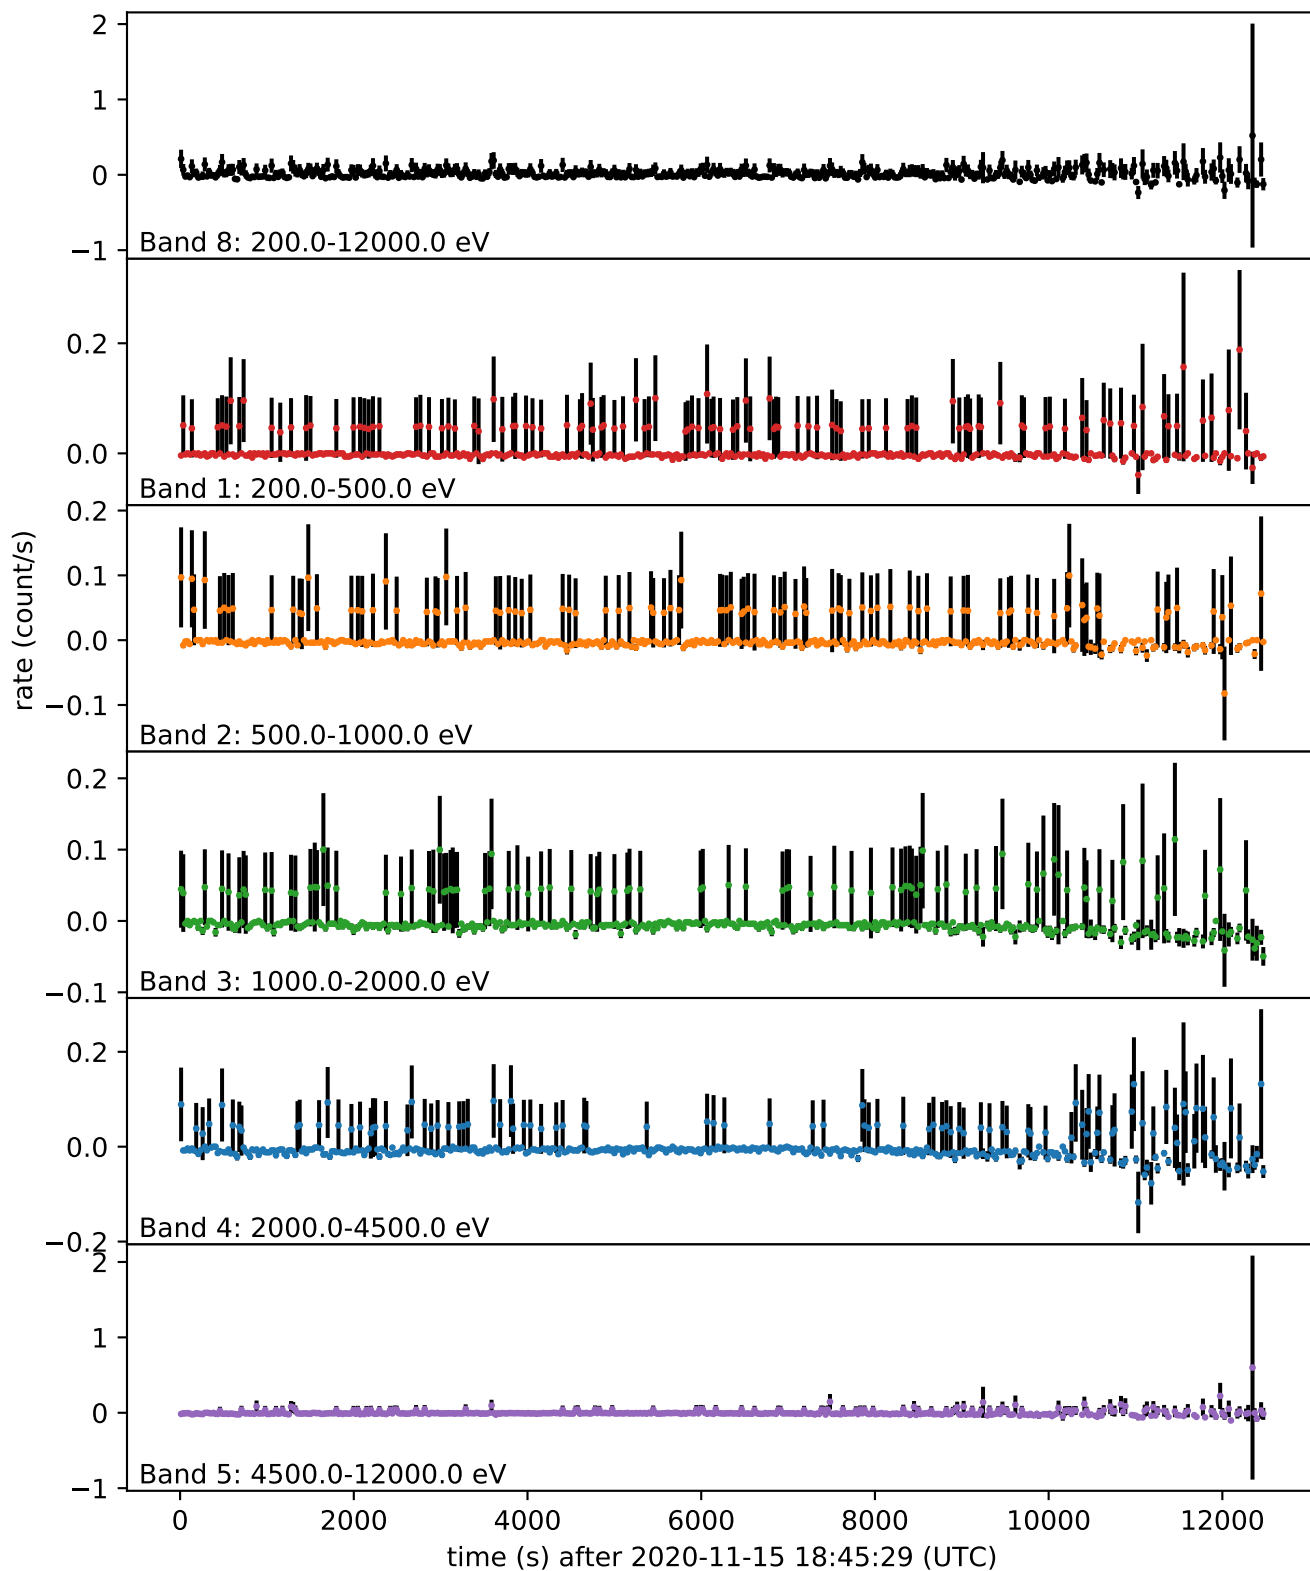 2
1
0
−1
Band 8: 200.0-12000.0 eV
0.2
0.0
Band 1: 200.0-500.0 eV
0.2
0.1
0.0
−0.1
Band 2: 500.0-1000.0 eV
rate (count/s)
0.2
0.1
0.0
−0.1
Band 3: 1000.0-2000.0 eV
0.2
0.0
−0.2
Band 4: 2000.0-4500.0 eV
2
1
0
−1
Band 5: 4500.0-12000.0 eV
0 2000 4000 6000 8000 10000 12000
time (s) after 2020-11-15 18:45:29 (UTC)